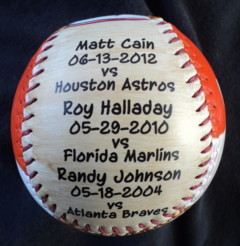 Matt Cain
06-13-2012
vs
Houston Astros
Roy Halladay
05-29-2010
vs
Florida Marlins
Randy Johnson
05-18-2004
vs
Atlanta Braves